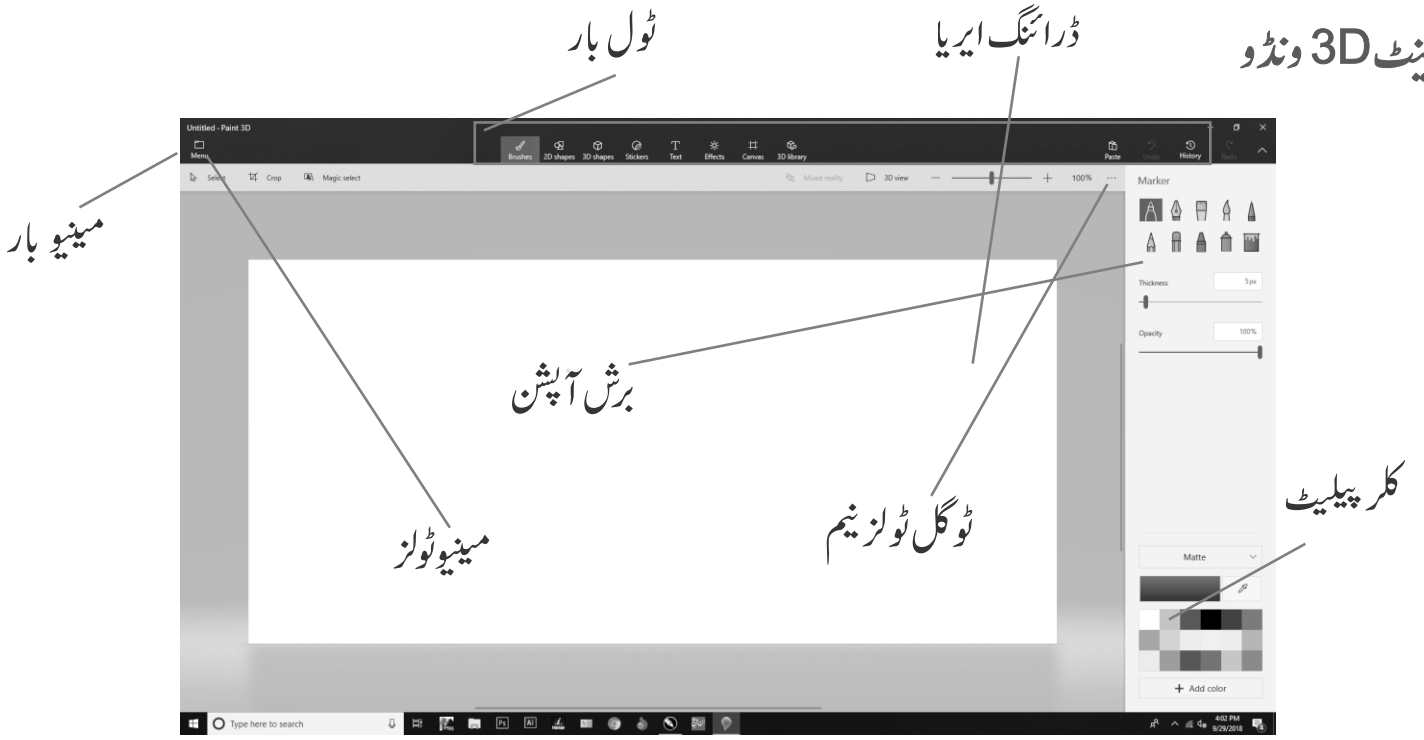 ٹول بار
ڈرائنگ ایریا
3D ونڈو
Untitled - Paint 3D
Menu
Brushes 2D shapes 3D shapes Stickers Text Effects Canvas 3D library
Paste Undo History Redo
Select Crop Magic select
Mixed reality 3D view 100% ...
Marker
مینیو بار
Thickness 5px
Opacity 100%
برش آپشن
کلر پیلیٹ
ٹوگل ٹولز نیم
مینیو ٹولز
Matte
+ Add color
Type here to search
Ps Ai
4:02 PM
9/29/2018